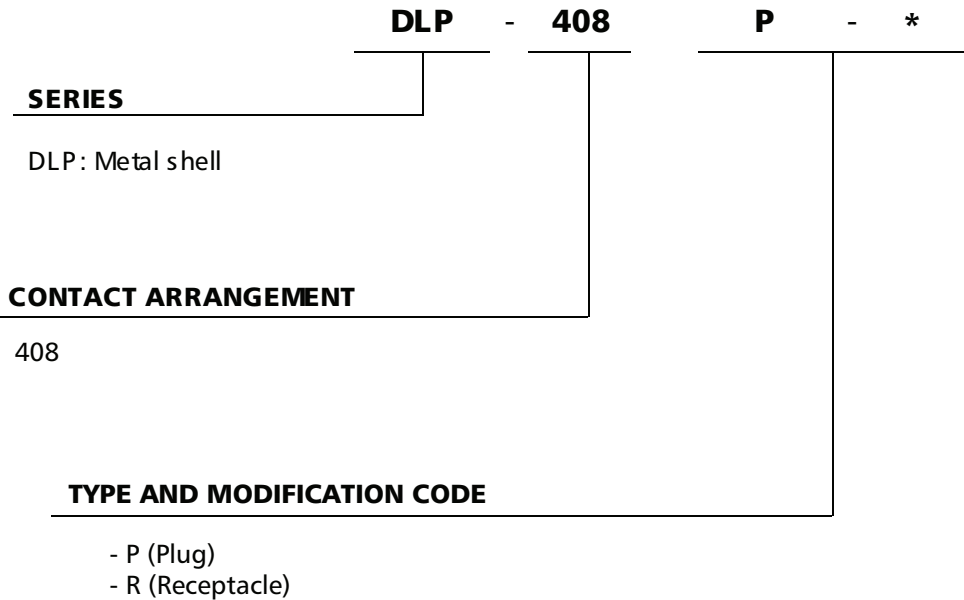 DLP - 408 P - *
SERIES
DLP: Metal shell
CONTACT ARRANGEMENT
408
TYPE AND MODIFICATION CODE
- P (Plug)
- R (Receptacle)